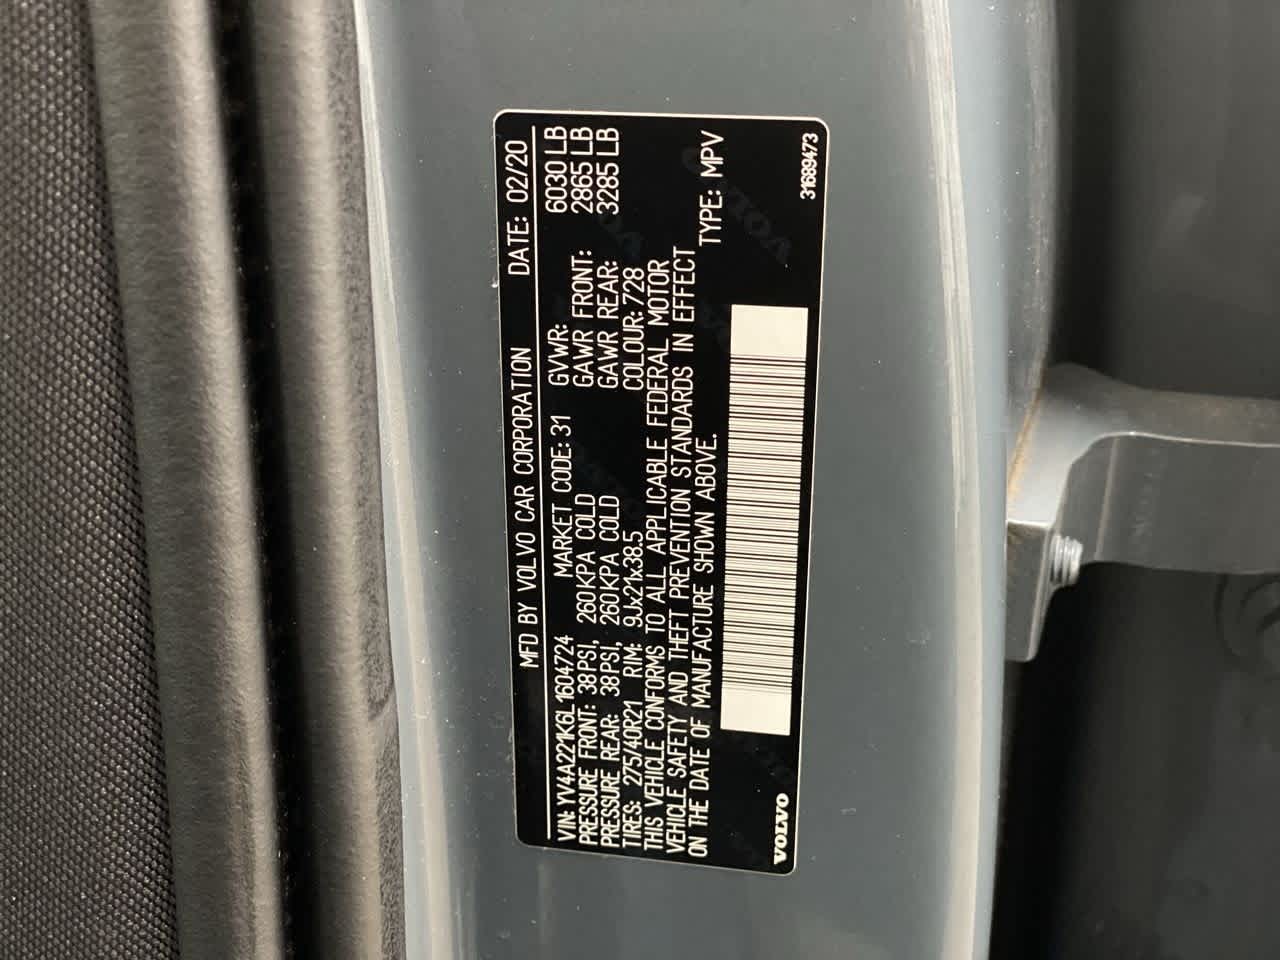 MFD BY VOLVO CAR CORPORATION DATE: 02/20
VIN: YV4A221K6L1604724 MARKET CODE: 31 GVWR: 6030 LB
PRESSURE FRONT: 38PSI, 260KPA COLD GAWR FRONT: 2865 LB
PRESSURE REAR: 38PSI, 260KPA COLD GAWR REAR: 3285 LB
TIRES: 275/40R21 RIM: 9Jx21x38.5 COLOUR: 728
THIS VEHICLE CONFORMS TO ALL APPLICABLE FEDERAL MOTOR
VEHICLE SAFETY AND THEFT PREVENTION STANDARDS IN EFFECT
ON THE DATE OF MANUFACTURE SHOWN ABOVE. TYPE: MPV
VOLVO 31689473